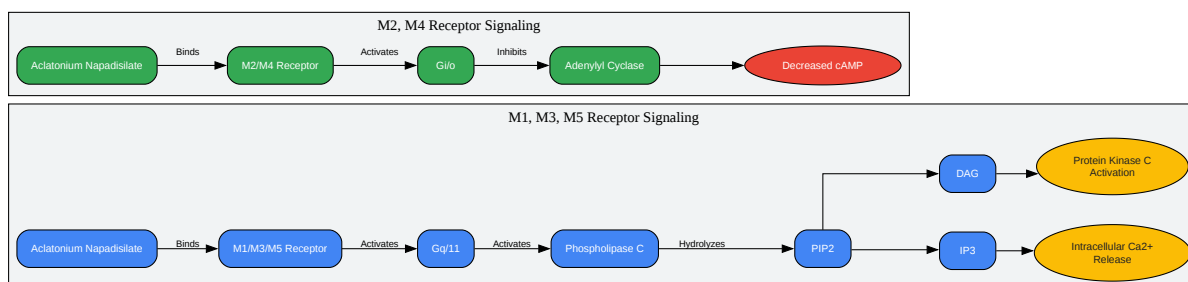 M2, M4 Receptor Signaling
Binds
Activates
Inhibits
Aclatonium Napadisilate
M2/M4 Receptor
Gi/o
Adenylyl Cyclase
Decreased cAMP
M1, M3, M5 Receptor Signaling
Protein Kinase C
Activation
DAG
Aclatonium Napadisilate
Binds
M1/M3/M5 Receptor
Activates
Gq/11
Activates
Phospholipase C
Hydrolyzes
PIP2
IP3
Intracellular Ca2+
Release